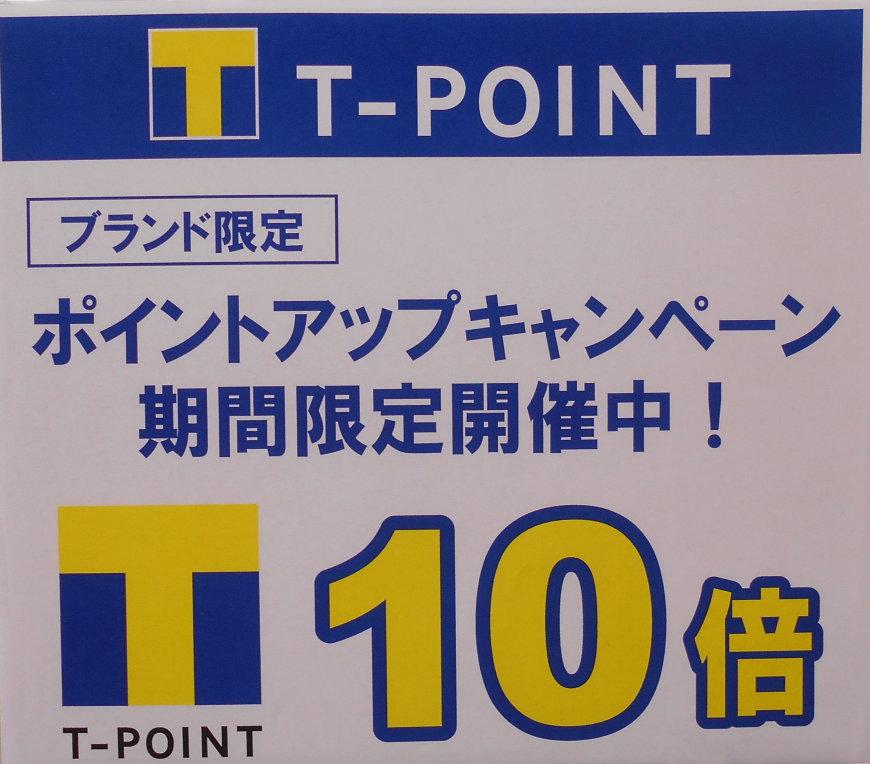 T T-POINT
ブランド限定
ポイントアップキャンペーン
期間限定開催中！
T 10倍
T-POINT